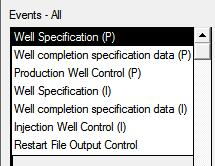 Events - All
Well Specification (P)
Well completion specification data (P)
Production Well Control (P)
Well Specification (I)
Well completion specification data (I)
Injection Well Control (I)
Restart File Output Control